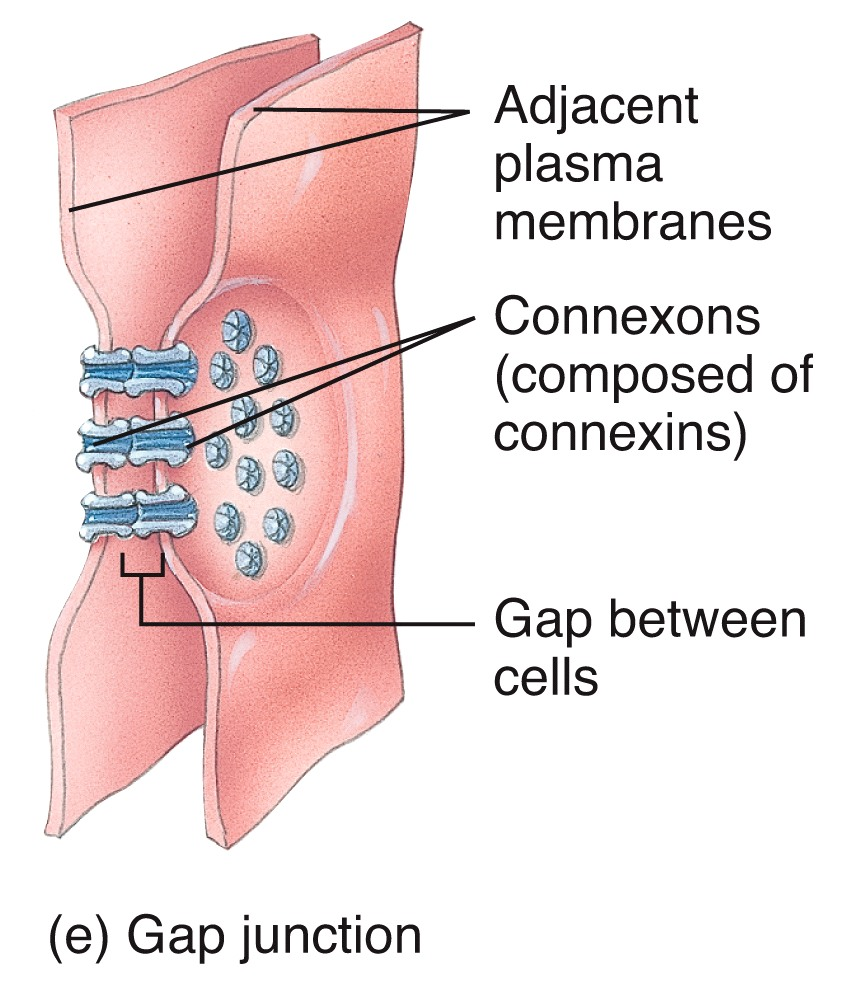 Adjacent
plasma
membranes
Connexons
(composed of
connexins)
Gap between
cells
(e) Gap junction